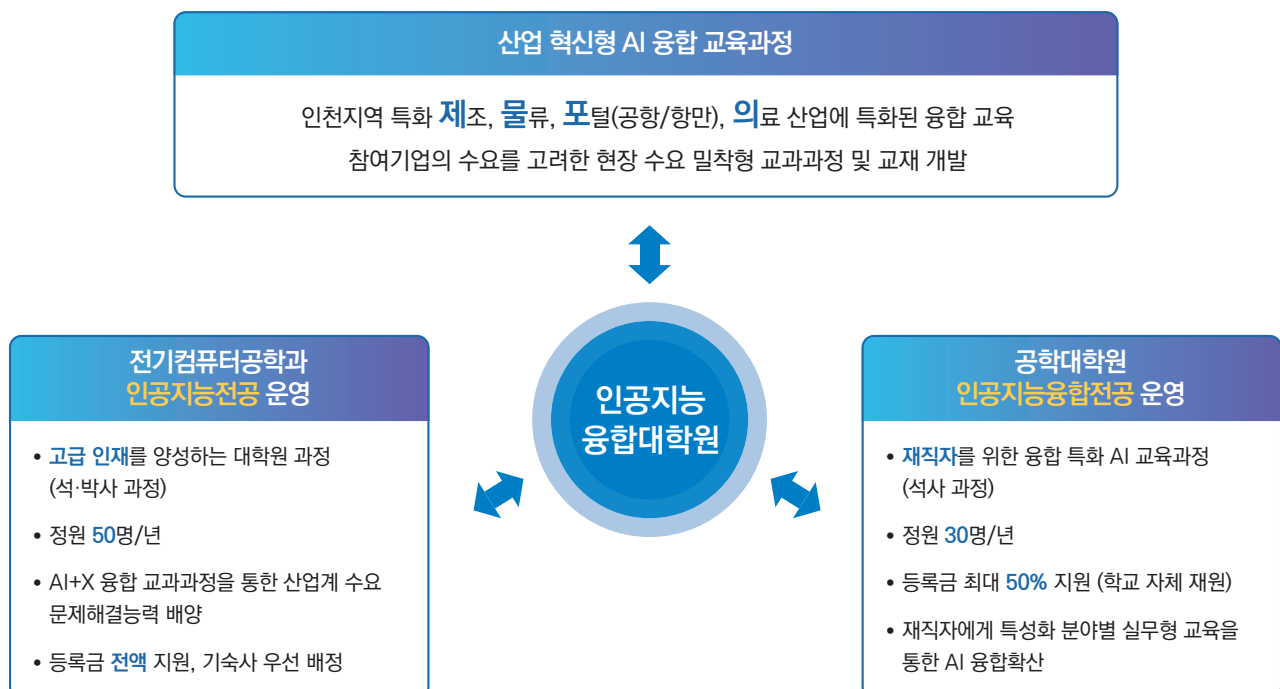 산업 혁신형 AI 융합 교육과정
인천지역 특화 제조, 물류, 포털(공항/항만), 의료 산업에 특화된 융합 교육
참여기업의 수요를 고려한 현장 수요 밀착형 교과과정 및 교재 개발
인공지능
융합대학원
전기컴퓨터공학과
인공지능전공 운영
• 고급 인재를 양성하는 대학원 과정
(석·박사 과정)
• 정원 50명/년
• AI+X 융합 교과과정을 통한 산업계 수요
문제해결능력 배양
• 등록금 전액 지원, 기숙사 우선 배정
공학대학원
인공지능융합전공 운영
• 재직자를 위한 융합 특화 AI 교육과정
(석사 과정)
• 정원 30명/년
• 등록금 최대 50% 지원 (학교 자체 재원)
• 재직자에게 특성화 분야별 실무형 교육을
통한 AI 융합확산